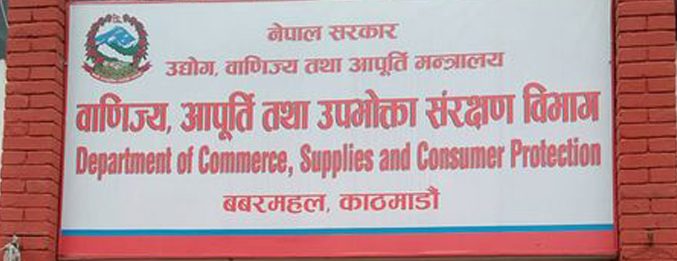 नेपाल सरकार
उद्योग, वाणिज्य तथा आपूर्ति मन्त्रालय
वाणिज्य, आपूर्ति तथा उपभोक्ता संरक्षण विभाग
Department of Commerce, Supplies and Consumer Protection
बबरमहल, काठमाडौं